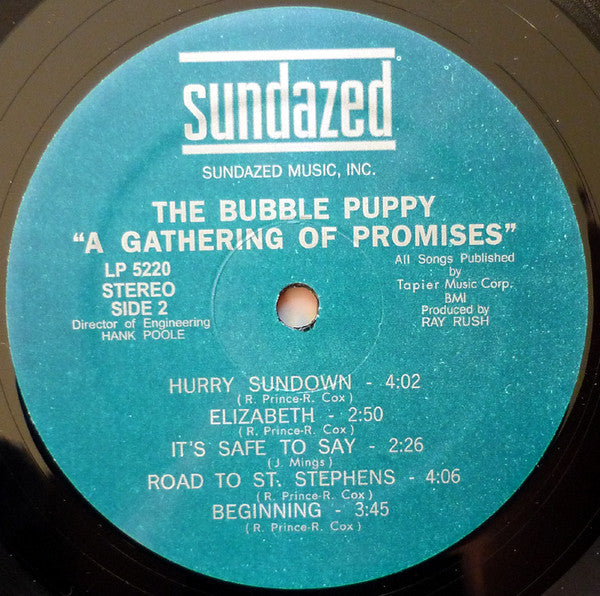 sundazed
SUNDAZED MUSIC, INC.
THE BUBBLE PUPPY
"A GATHERING OF PROMISES"
LP 5220
STEREO
SIDE 2
Director of Engineering
HANK POOLE
All Songs Published
by
Tapier Music Corp.
BMI
Produced by
RAY RUSH
HURRY SUNDOWN - 4:02
( R. Prince-R. Cox )
ELIZABETH - 2:50
( R. Prince-R. Cox )
IT'S SAFE TO SAY - 2:26
( J. Mings )
ROAD TO ST. STEPHENS - 4:06
( R. Prince-R. Cox )
BEGINNING - 3:45
( R. Prince-R. Cox )